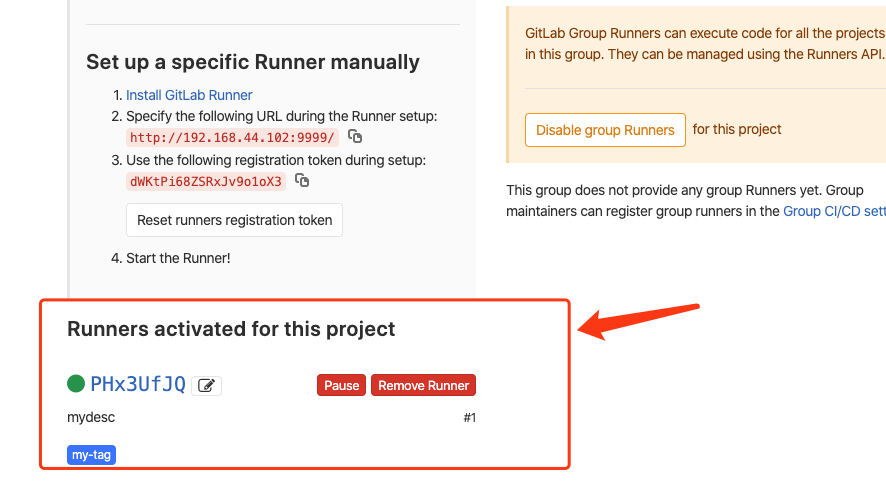 Set up a specific Runner manually
1. Install GitLab Runner
2. Specify the following URL during the Runner setup:
http://192.168.44.102:9999/
3. Use the following registration token during setup:
dWKtPi68ZSRxJv9o1oX3
Reset runners registration token
4. Start the Runner!
GitLab Group Runners can execute code for all the projects
in this group. They can be managed using the Runners API.
Disable group Runners for this project
This group does not provide any group Runners yet. Group
maintainers can register group runners in the Group CI/CD sett
Runners activated for this project
PHx3UfJQ Pause Remove Runner
mydesc #1
my-tag